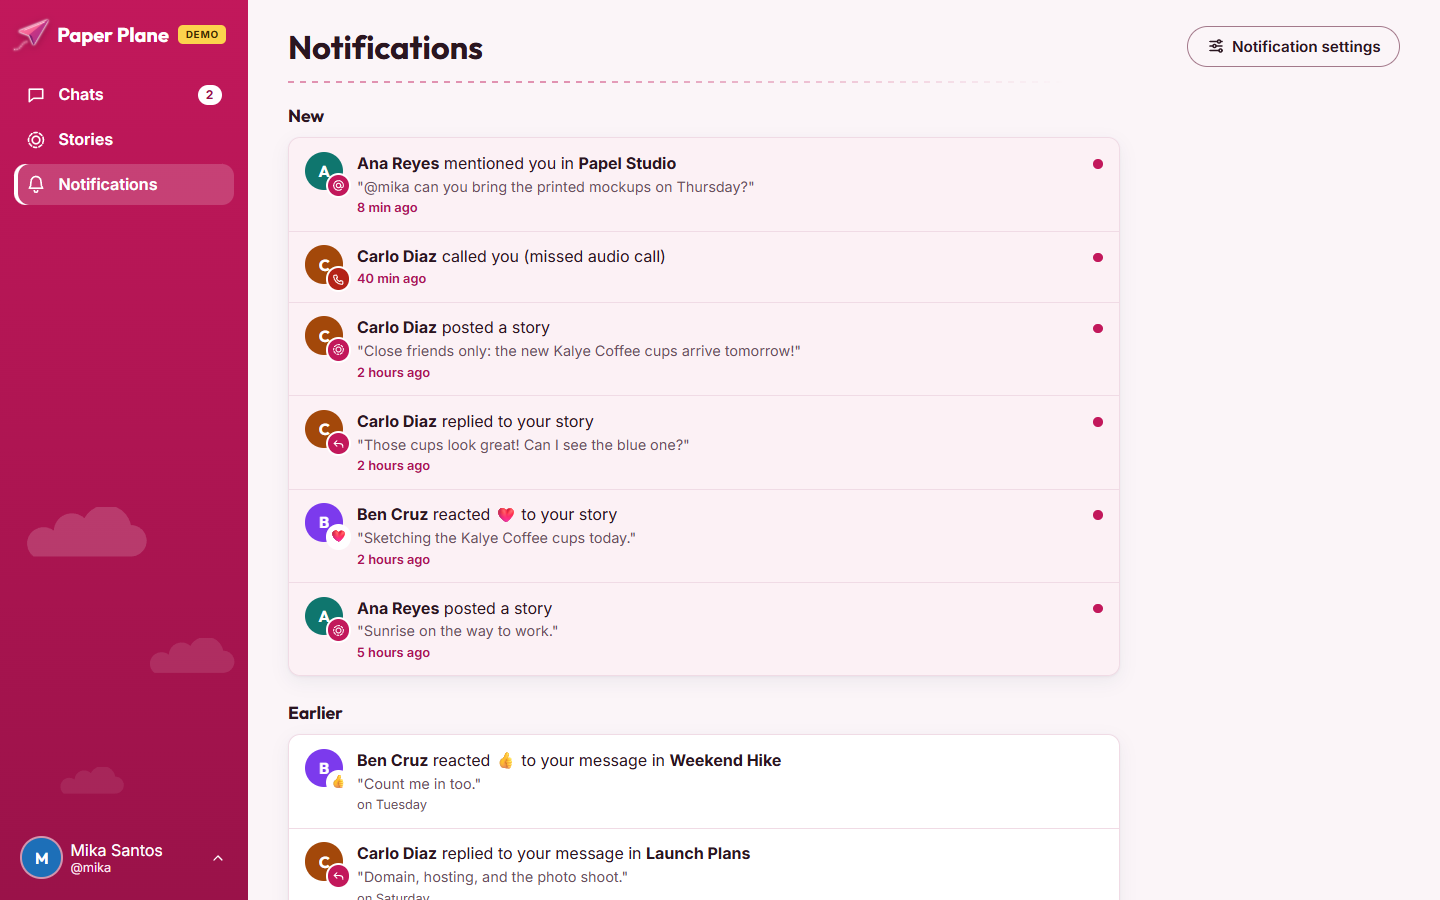 Paper Plane DEMO
Chats 2
Stories
Notifications
Mika Santos
@mika
Notifications
Notification settings
New
A
Ana Reyes mentioned you in Papel Studio
"@mika can you bring the printed mockups on Thursday?"
8 min ago
C
Carlo Diaz called you (missed audio call)
40 min ago
C
Carlo Diaz posted a story
"Close friends only: the new Kalye Coffee cups arrive tomorrow!"
2 hours ago
C
Carlo Diaz replied to your story
"Those cups look great! Can I see the blue one?"
2 hours ago
B
Ben Cruz reacted ❤️ to your story
"Sketching the Kalye Coffee cups today."
2 hours ago
A
Ana Reyes posted a story
"Sunrise on the way to work."
5 hours ago
Earlier
B
Ben Cruz reacted 👍 to your message in Weekend Hike
"Count me in too."
on Tuesday
C
Carlo Diaz replied to your message in Launch Plans
"Domain, hosting, and the photo shoot."
on Saturday
M